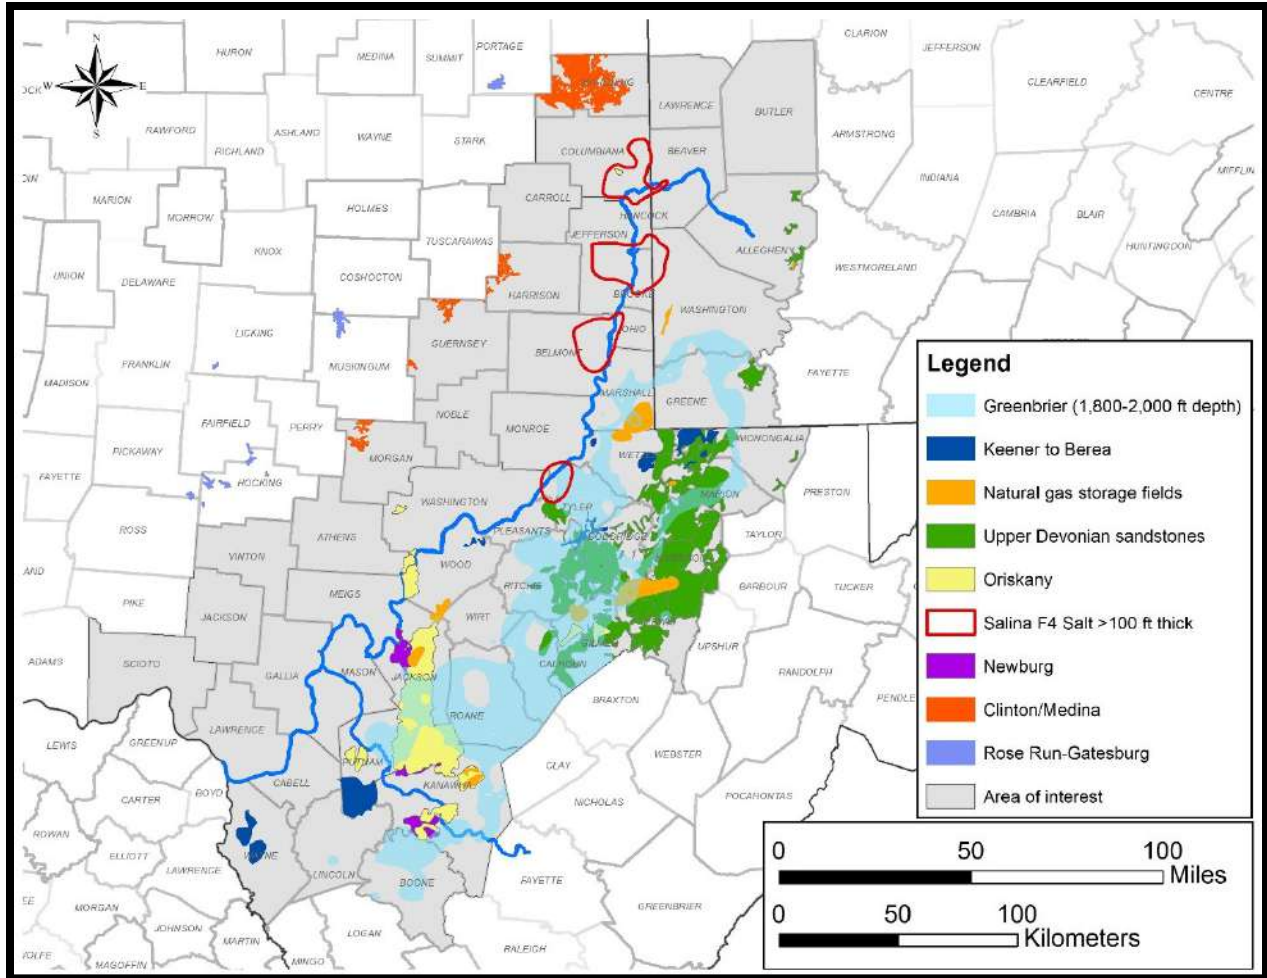 HURON
MEDINA
SUMMIT
PORTAGE
CLARION
JEFFERSON
CLEARFIELD
CENTRE
N
W
E
S
LAWRENCE
BUTLER
ARMSTRONG
RAWFORD
RICHLAND
ASHLAND
WAYNE
STARK
COLUMBIANA
BEAVER
INDIANA
MIFFLIN
MARION
MORROW
HOLMES
CARROLL
HANCOCK
CAMBRIA
BLAIR
KNOX
TUSCARAWAS
JEFFERSON
ALLEGHENY
HUNTINGDON
UNION
DELAWARE
COSHOCTON
HARRISON
BROOKE
WESTMORELAND
WASHINGTON
LICKING
GUERNSEY
BELMONT
OHIO
FRANKLIN
MUSKINGUM
FAYETTE
MADISON
MARSHALL
GREENE
FAIRFIELD
PERRY
NOBLE
MONROE
PICKAWAY
MORGAN
MONONGALIA
FAYETTE
HOCKING
WASHINGTON
TYLER
MARION
PRESTON
ROSS
PLEASANTS
TAYLOR
ATHENS
VINTON
WOOD
RITCHIE
BARBOUR
TUCKER
AND
PIKE
MEIGS
WIRT
JACKSON
GILMER
UPSHUR
ADAMS
SCIOTO
GALLIA
MASON
JACKSON
CALHOUN
RANDOLPH
PENDLE
ROANE
BRAXTON
LAWRENCE
LEWIS
GREENUP
WEBSTER
PUTNAM
CLAY
CABELL
KANAWHA
BOYD
CARTER
NICHOLAS
POCAHONTAS
ROWAN
ELLIOTT
WAYNE
LAWRENCE
LINCOLN
BOONE
FAYETTE
MORGAN
GREENBRIER
JOHNSON
MARTIN
LOGAN
RALEIGH
MAGOFFIN
MINGO
Legend
Greenbrier (1,800-2,000 ft depth)
Keener to Berea
Natural gas storage fields
Upper Devonian sandstones
Oriskany
Salina F4 Salt >100 ft thick
Newburg
Clinton/Medina
Rose Run-Gatesburg
Area of interest
0 50 100
Miles
0 50 100
Kilometers